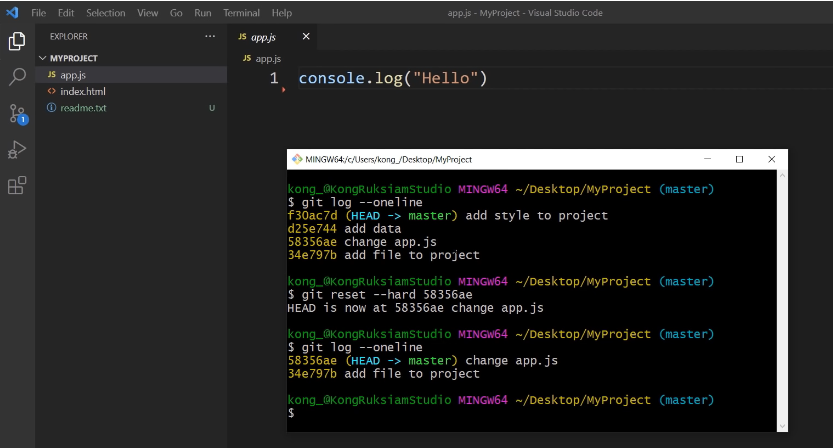 File Edit Selection View Go Run Terminal Help app.js - MyProject - Visual Studio Code
EXPLORER ...
MYPROJECT
JS app.js
<> index.html
readme.txt U
1
JS app.js ×
JS app.js
1 console.log("Hello")
MINGW64:/c/Users/kong_/Desktop/MyProject
kong_@KongRuksiamStudio MINGW64 ~/Desktop/MyProject (master)
$ git log --oneline
f30ac7d (HEAD -> master) add style to project
d25e744 add data
58356ae change app.js
34e797b add file to project
kong_@KongRuksiamStudio MINGW64 ~/Desktop/MyProject (master)
$ git reset --hard 58356ae
HEAD is now at 58356ae change app.js
kong_@KongRuksiamStudio MINGW64 ~/Desktop/MyProject (master)
$ git log --oneline
58356ae (HEAD -> master) change app.js
34e797b add file to project
kong_@KongRuksiamStudio MINGW64 ~/Desktop/MyProject (master)
$